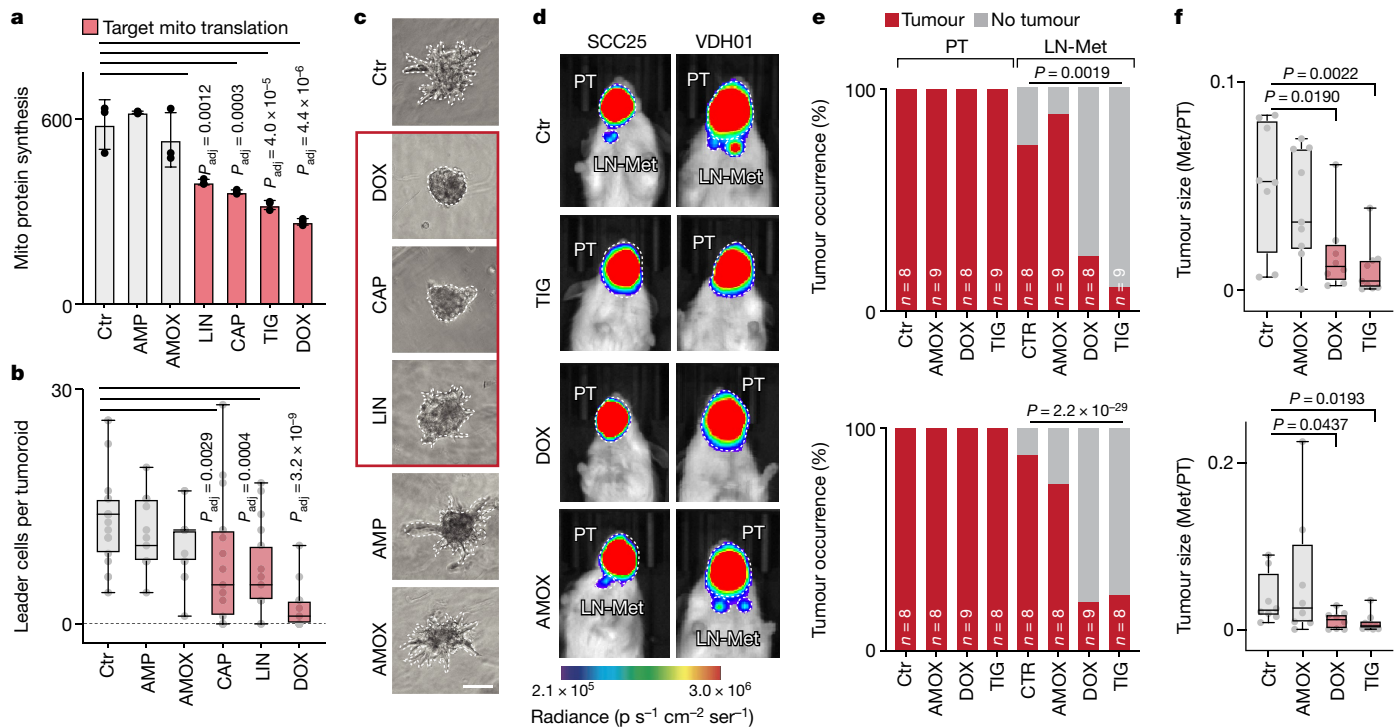 a
Target mito translation
Mito protein synthesis
600
0
P adj = 0.0012
P adj = 0.0003
P adj = 4.0 × 10−5
P adj = 4.4 × 10−6
Ctr
AMP
AMOX
LIN
CAP
TIG
DOX
b
Leader cells per tumoroid
30
0
P adj = 0.0029
P adj = 0.0004
P adj = 3.2 × 10−9
Ctr
AMP
AMOX
CAP
LIN
DOX
c
Ctr
DOX
CAP
LIN
AMP
AMOX
d
SCC25 VDH01
Ctr
PT PT
LN-Met LN-Met
TIG
PT PT
DOX
PT PT
AMOX
PT PT
LN-Met LN-Met
2.1 × 10⁵ 3.0 × 10⁶
Radiance (p s⁻¹ cm⁻² ser⁻¹)
e
Tumour No tumour
PT LN-Met
P = 0.0019
Tumour occurrence (%)
100
0
n = 8
n = 9
n = 8
n = 9
n = 8
n = 9
n = 8
n = 9
Ctr
AMOX
DOX
TIG
CTR
AMOX
DOX
TIG
P = 2.2 × 10−29
Tumour occurrence (%)
100
0
n = 8
n = 8
n = 9
n = 8
n = 8
n = 8
n = 9
n = 8
Ctr
AMOX
DOX
TIG
CTR
AMOX
DOX
TIG
f
P = 0.0022
P = 0.0190
Tumour size (Met/PT)
0.1
0
Ctr
AMOX
DOX
TIG
P = 0.0193
P = 0.0437
Tumour size (Met/PT)
0.2
0
Ctr
AMOX
DOX
TIG